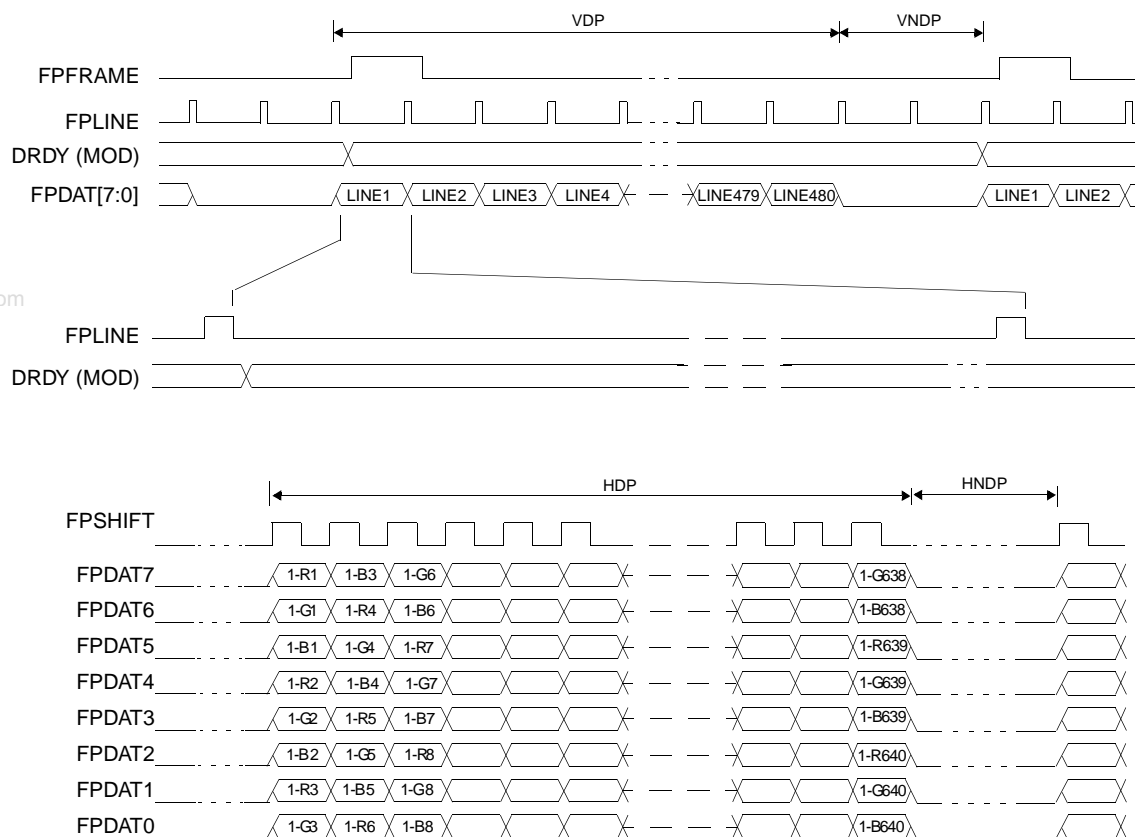 VDP VNDP
FPFRAME
FPLINE
DRDY (MOD)
FPDAT[7:0] LINE1 LINE2 LINE3 LINE4 LINE479 LINE480 LINE1 LINE2
om
FPLINE
DRDY (MOD)
HDP HNDP
FPSHIFT
FPDAT7 1-R1 1-B3 1-G6 1-G638
FPDAT6 1-G1 1-R4 1-B6 1-B638
FPDAT5 1-B1 1-G4 1-R7 1-R639
FPDAT4 1-R2 1-B4 1-G7 1-G639
FPDAT3 1-G2 1-R5 1-B7 1-B639
FPDAT2 1-B2 1-G5 1-R8 1-R640
FPDAT1 1-R3 1-B5 1-G8 1-G640
FPDAT0 1-G3 1-R6 1-B8 1-B640